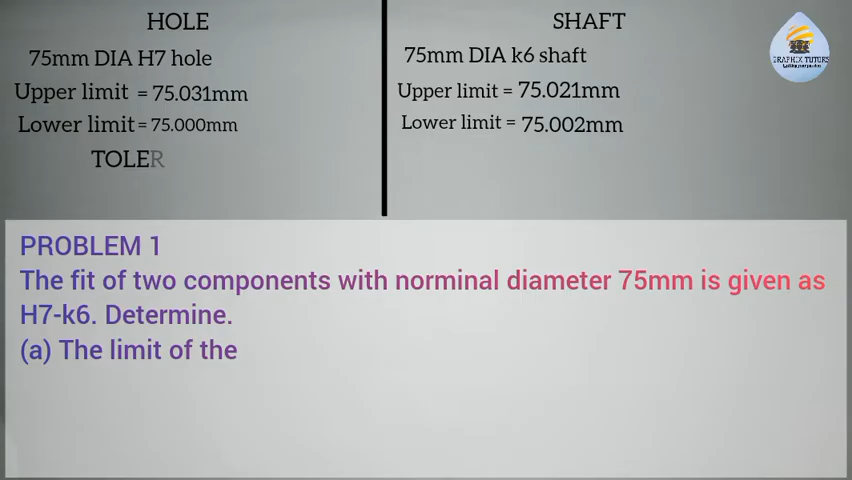 HOLE
75mm DIA H7 hole
Upper limit = 75.031mm
Lower limit = 75.000mm
TOLER
SHAFT
75mm DIA k6 shaft
Upper limit = 75.021mm
Lower limit = 75.002mm
GRAPHIX TUTORS
PROBLEM 1
The fit of two components with norminal diameter 75mm is given as
H7-k6. Determine.
(a) The limit of the